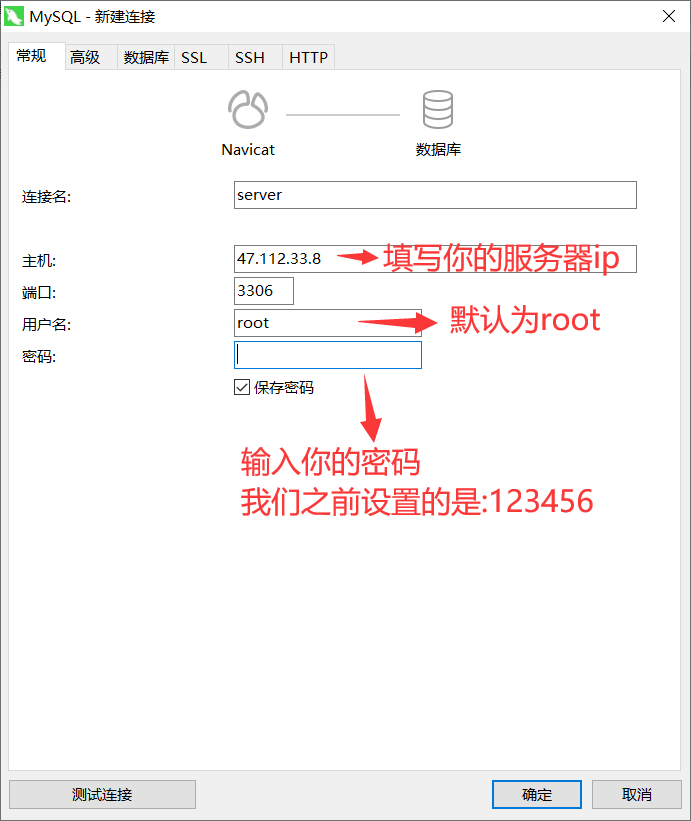 MySQL - 新建连接
常规 高级 数据库 SSL SSH HTTP
Navicat 数据库
连接名: server
主机: 47.112.33.8 填写你的服务器ip
端口: 3306
用户名: root 默认为root
密码:
保存密码
输入你的密码
我们之前设置的是:123456
测试连接 确定 取消